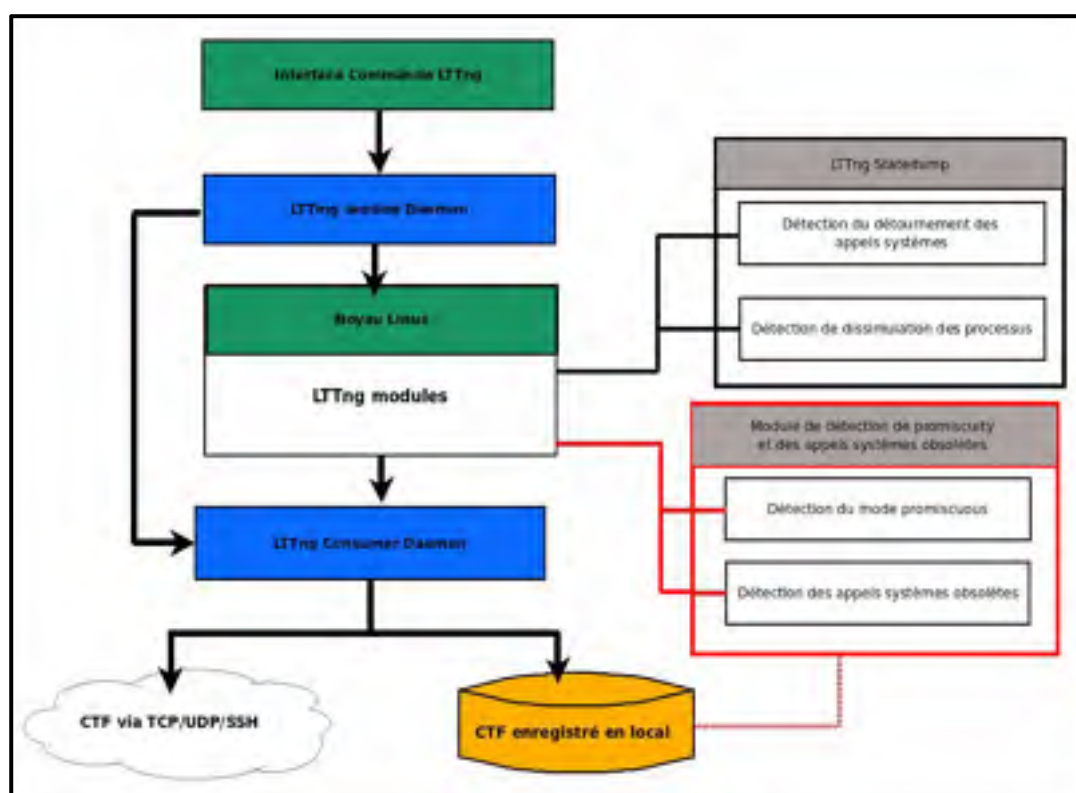 Interface Commande LTTng
LTTng Session Daemon
Noyau Linux
LTTng modules
LTTng Consumer Daemon
CTF via TCP/UDP/SSH
CTF enregistré en local
LTTng Statedump
Détection du détournement des
appels systèmes
Détection de dissimulation des processus
Module de détection de promiscuity
et des appels systèmes obsolètes
Détection du mode promiscuous
Détection des appels systèmes obsolètes